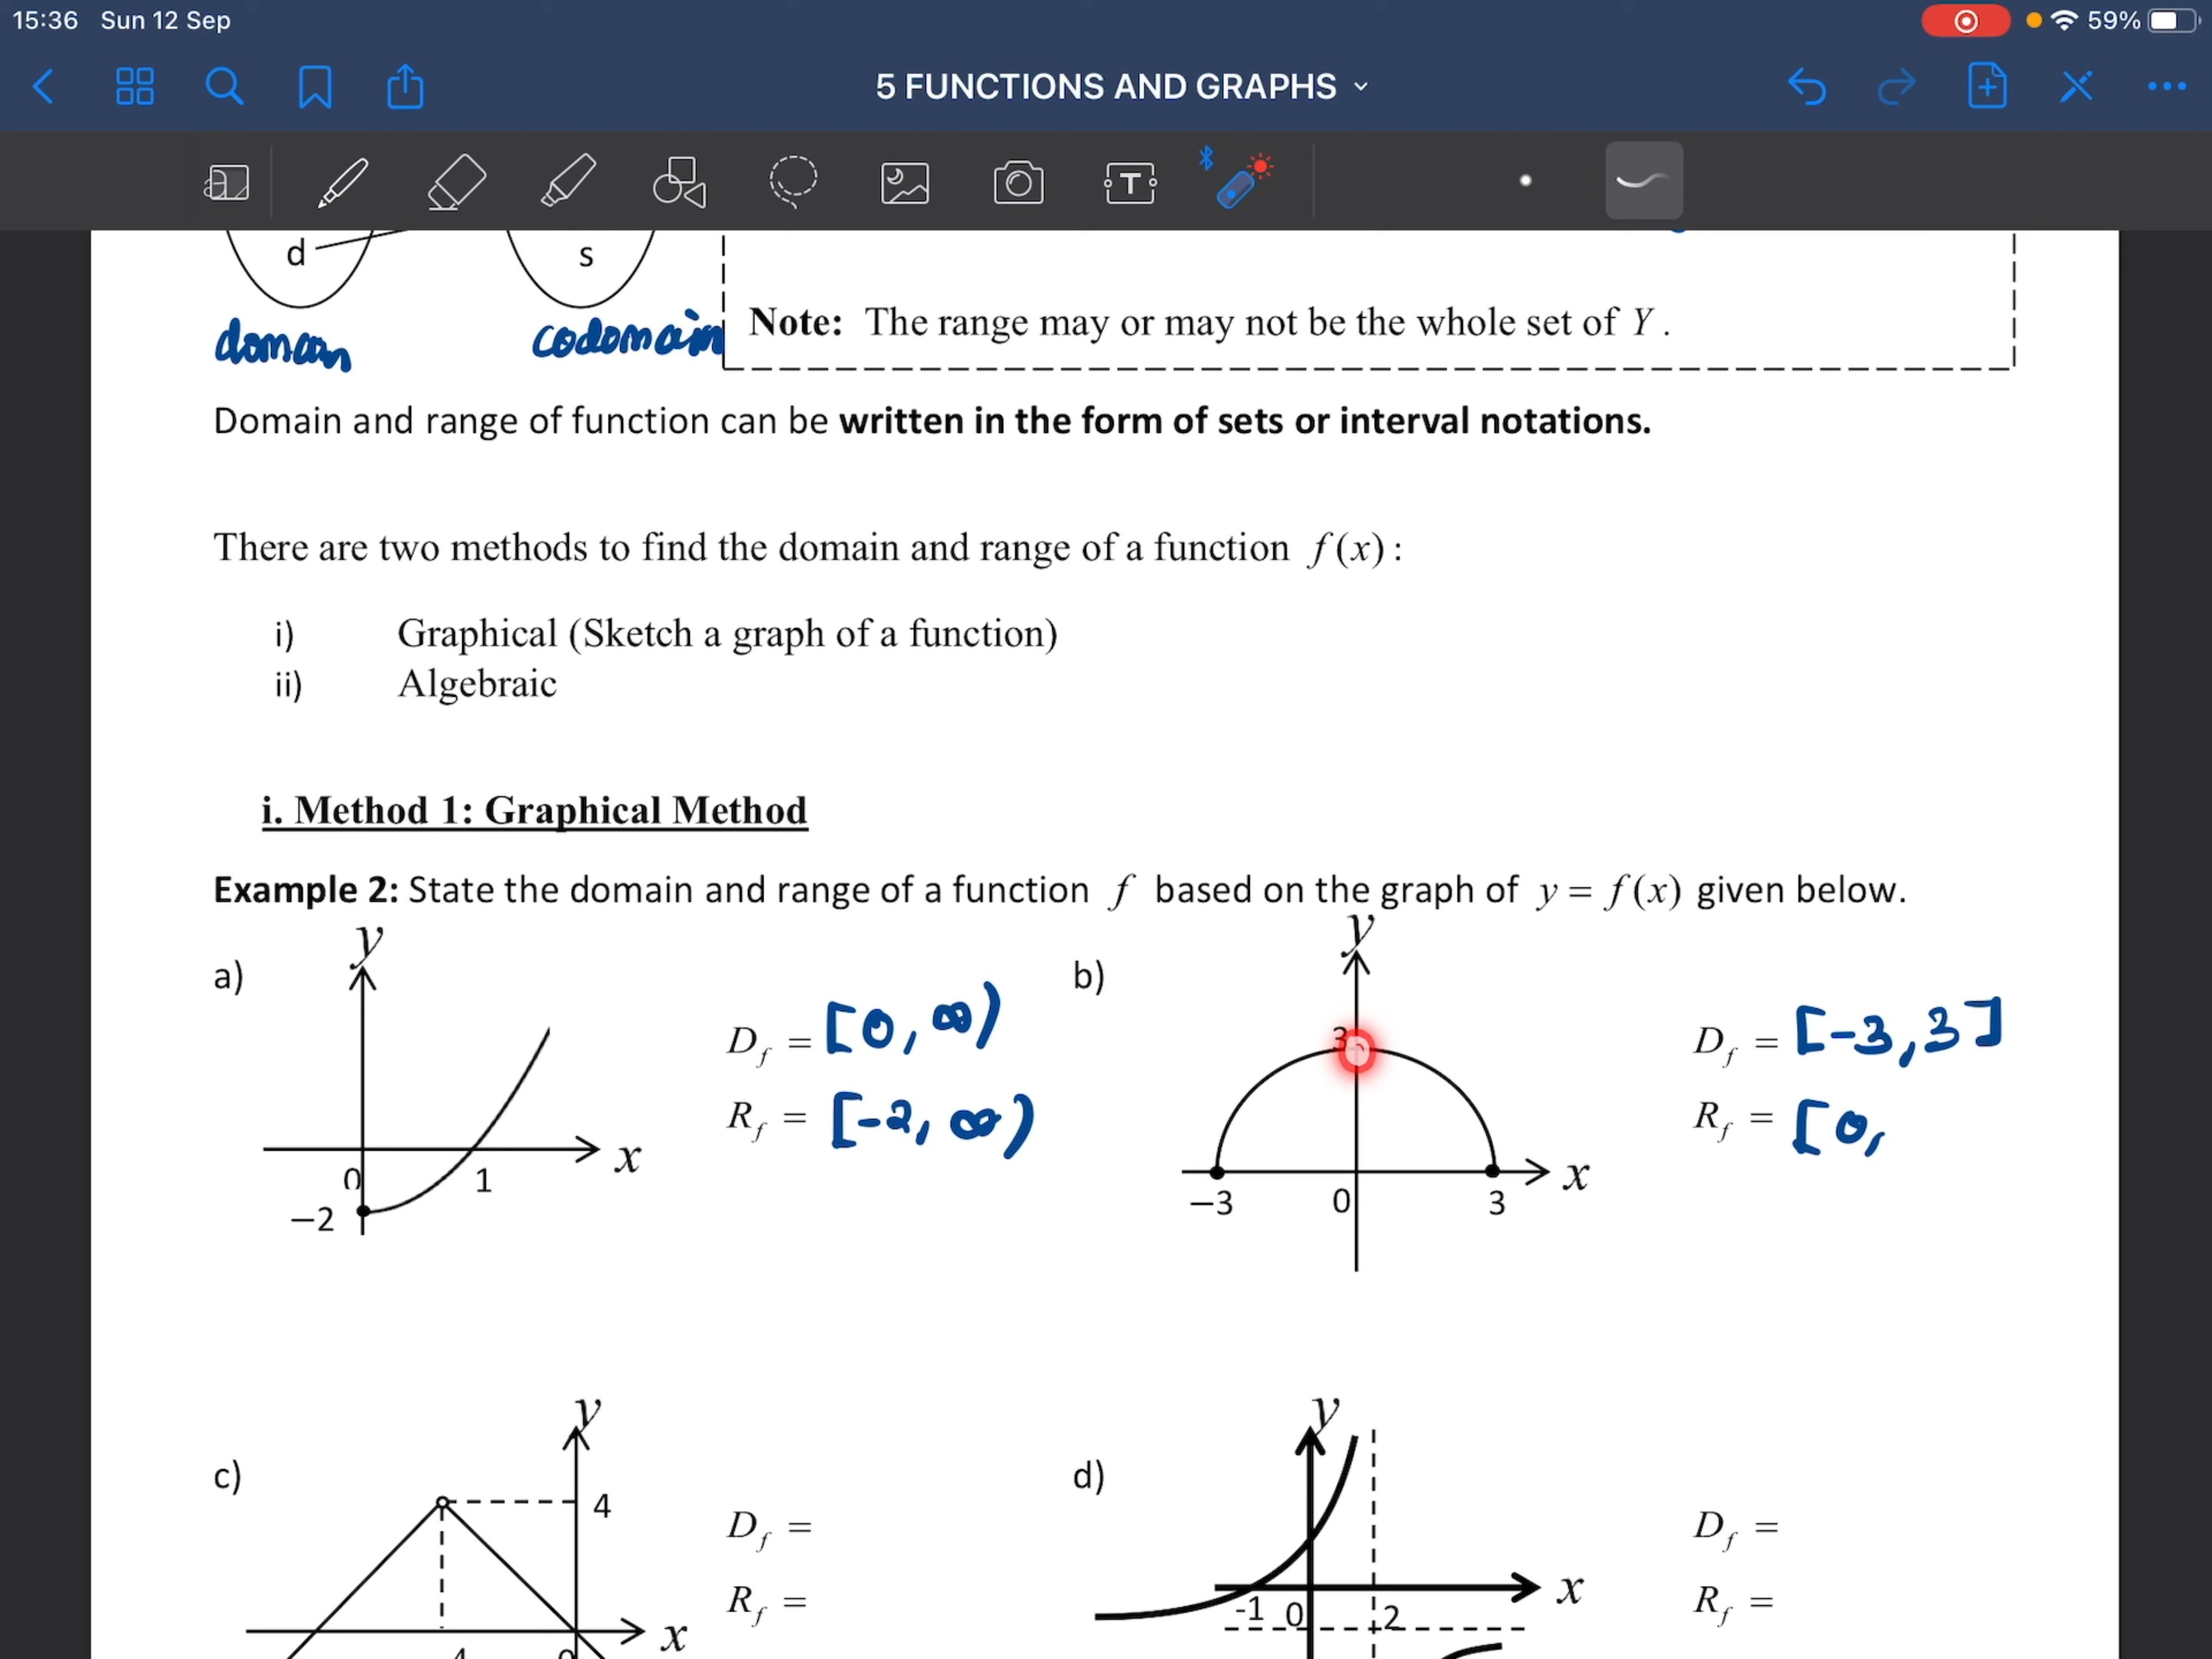 15:36 Sun 12 Sep 59%
5 FUNCTIONS AND GRAPHS
d s
domain codomain
Note: The range may or may not be the whole set of Y .
Domain and range of function can be written in the form of sets or interval notations.
There are two methods to find the domain and range of a function f(x):
i) Graphical (Sketch a graph of a function)
ii) Algebraic
i. Method 1: Graphical Method
Example 2: State the domain and range of a function f based on the graph of y = f(x) given below.
a) y
0 1 x
−2
D_f = [0, ∞)
R_f = [-2, ∞)
b) y
3
−3 0 3 x
D_f = [-3,3]
R_f = [0,
c) y
4
x
D_f =
R_f =
d) y
-1 0 2 x
D_f =
R_f =